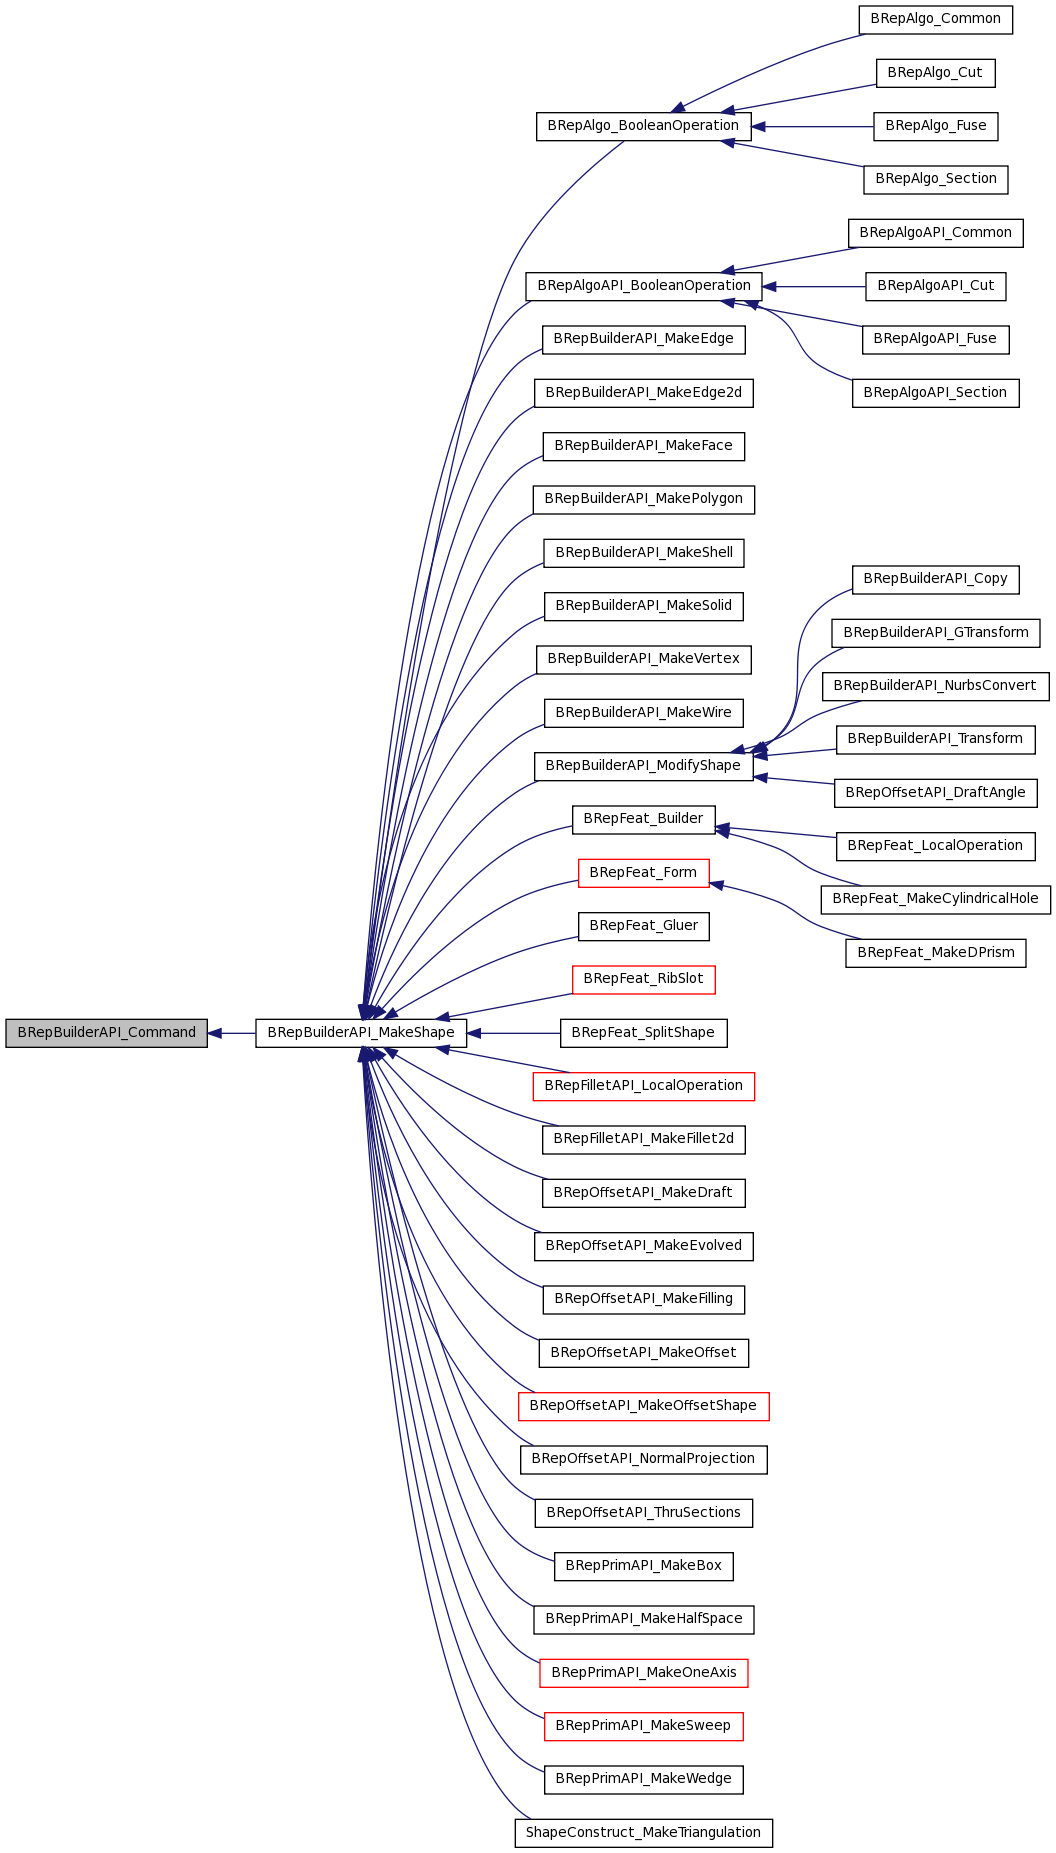 BRepAlgo_Common
BRepAlgo_Cut
BRepAlgo_BooleanOperation
BRepAlgo_Fuse
BRepAlgo_Section
BRepAlgoAPI_Common
BRepAlgoAPI_BooleanOperation
BRepAlgoAPI_Cut
BRepBuilderAPI_MakeEdge
BRepAlgoAPI_Fuse
BRepBuilderAPI_MakeEdge2d
BRepAlgoAPI_Section
BRepBuilderAPI_MakeFace
BRepBuilderAPI_MakePolygon
BRepBuilderAPI_MakeShell
BRepBuilderAPI_Copy
BRepBuilderAPI_MakeSolid
BRepBuilderAPI_GTransform
BRepBuilderAPI_MakeVertex
BRepBuilderAPI_NurbsConvert
BRepBuilderAPI_MakeWire
BRepBuilderAPI_Transform
BRepBuilderAPI_ModifyShape
BRepOffsetAPI_DraftAngle
BRepFeat_Builder
BRepFeat_LocalOperation
BRepFeat_Form
BRepFeat_MakeCylindricalHole
BRepFeat_Gluer
BRepFeat_MakeDPrism
BRepFeat_RibSlot
BRepBuilderAPI_Command
BRepBuilderAPI_MakeShape
BRepFeat_SplitShape
BRepFilletAPI_LocalOperation
BRepFilletAPI_MakeFillet2d
BRepOffsetAPI_MakeDraft
BRepOffsetAPI_MakeEvolved
BRepOffsetAPI_MakeFilling
BRepOffsetAPI_MakeOffset
BRepOffsetAPI_MakeOffsetShape
BRepOffsetAPI_NormalProjection
BRepOffsetAPI_ThruSections
BRepPrimAPI_MakeBox
BRepPrimAPI_MakeHalfSpace
BRepPrimAPI_MakeOneAxis
BRepPrimAPI_MakeSweep
BRepPrimAPI_MakeWedge
ShapeConstruct_MakeTriangulation